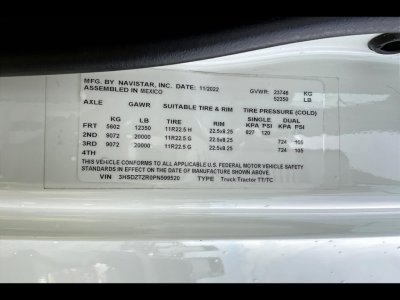 MFG. BY NAVISTAR, INC. DATE: 11/2022 GVWR: 23746 KG
ASSEMBLED IN MEXICO 52350 LB
AXLE GAWR SUITABLE TIRE & RIM TIRE PRESSURE (COLD)
SINGLE DUAL
KG LB TIRE RIM KPA PSI KPA PSI
FRT 5602 12350 11R22.5 H 22.5x8.25 827 120
2ND 9072 20000 11R22.5 G 22.5x8.25 724 105
3RD 9072 20000 11R22.5 G 22.5x8.25 724 105
4TH
THIS VEHICLE CONFORMS TO ALL APPLICABLE U.S. FEDERAL MOTOR VEHICLE SAFETY
STANDARDS IN EFFECT ON THE DATE OF MANUFACTURE SHOWN ABOVE.
VIN 3HSDZTZR0PN599520 TYPE Truck Tractor TT/TC